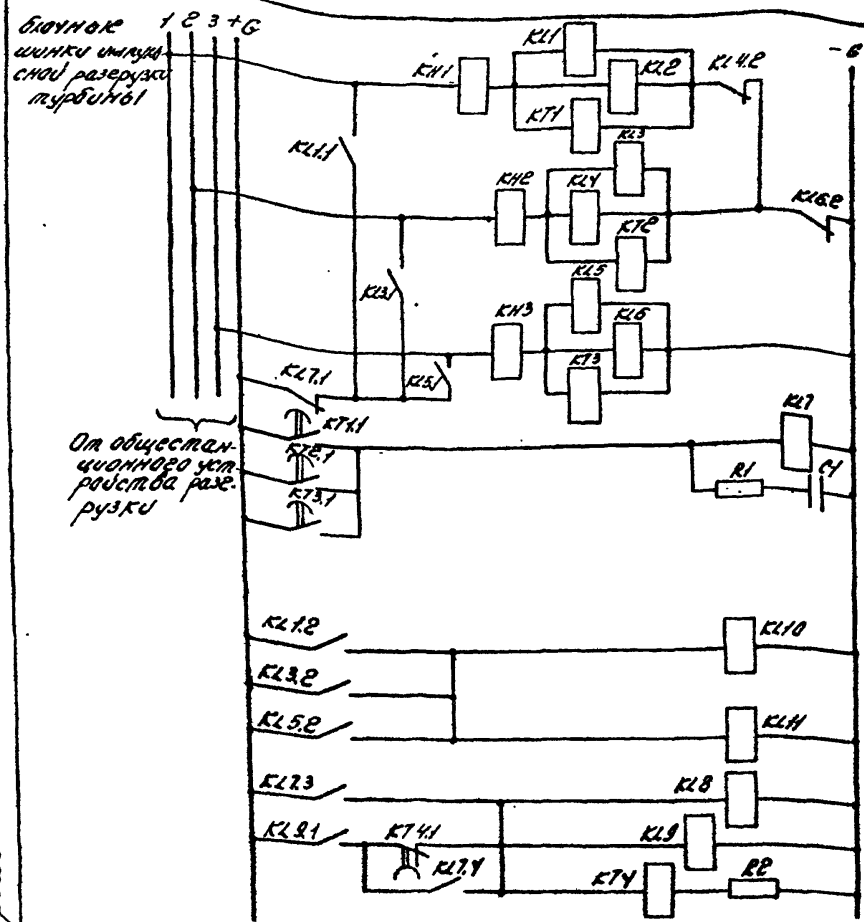 блочные
шинки импуль
сной разгрузки
турбины
1 2 3 +G
-G
KH1
KL1
KL2
KT1
KL4.2
KL1.1
KL3
KH2
KL4
KT2
KL6.2
KL3.1
KL5
KH3
KL6
KT3
KL5.1
KL7.1
KT1.1
KT2.1
KT3.1
От общестан-
ционного уст-
ройства разг-
рузки
KL7
R1
C1
KL1.2
KL10
KL3.2
KL5.2
KL11
KL7.3
KL8
KL9.1
KT4.1
KL9
KL7.4
KT4
R2